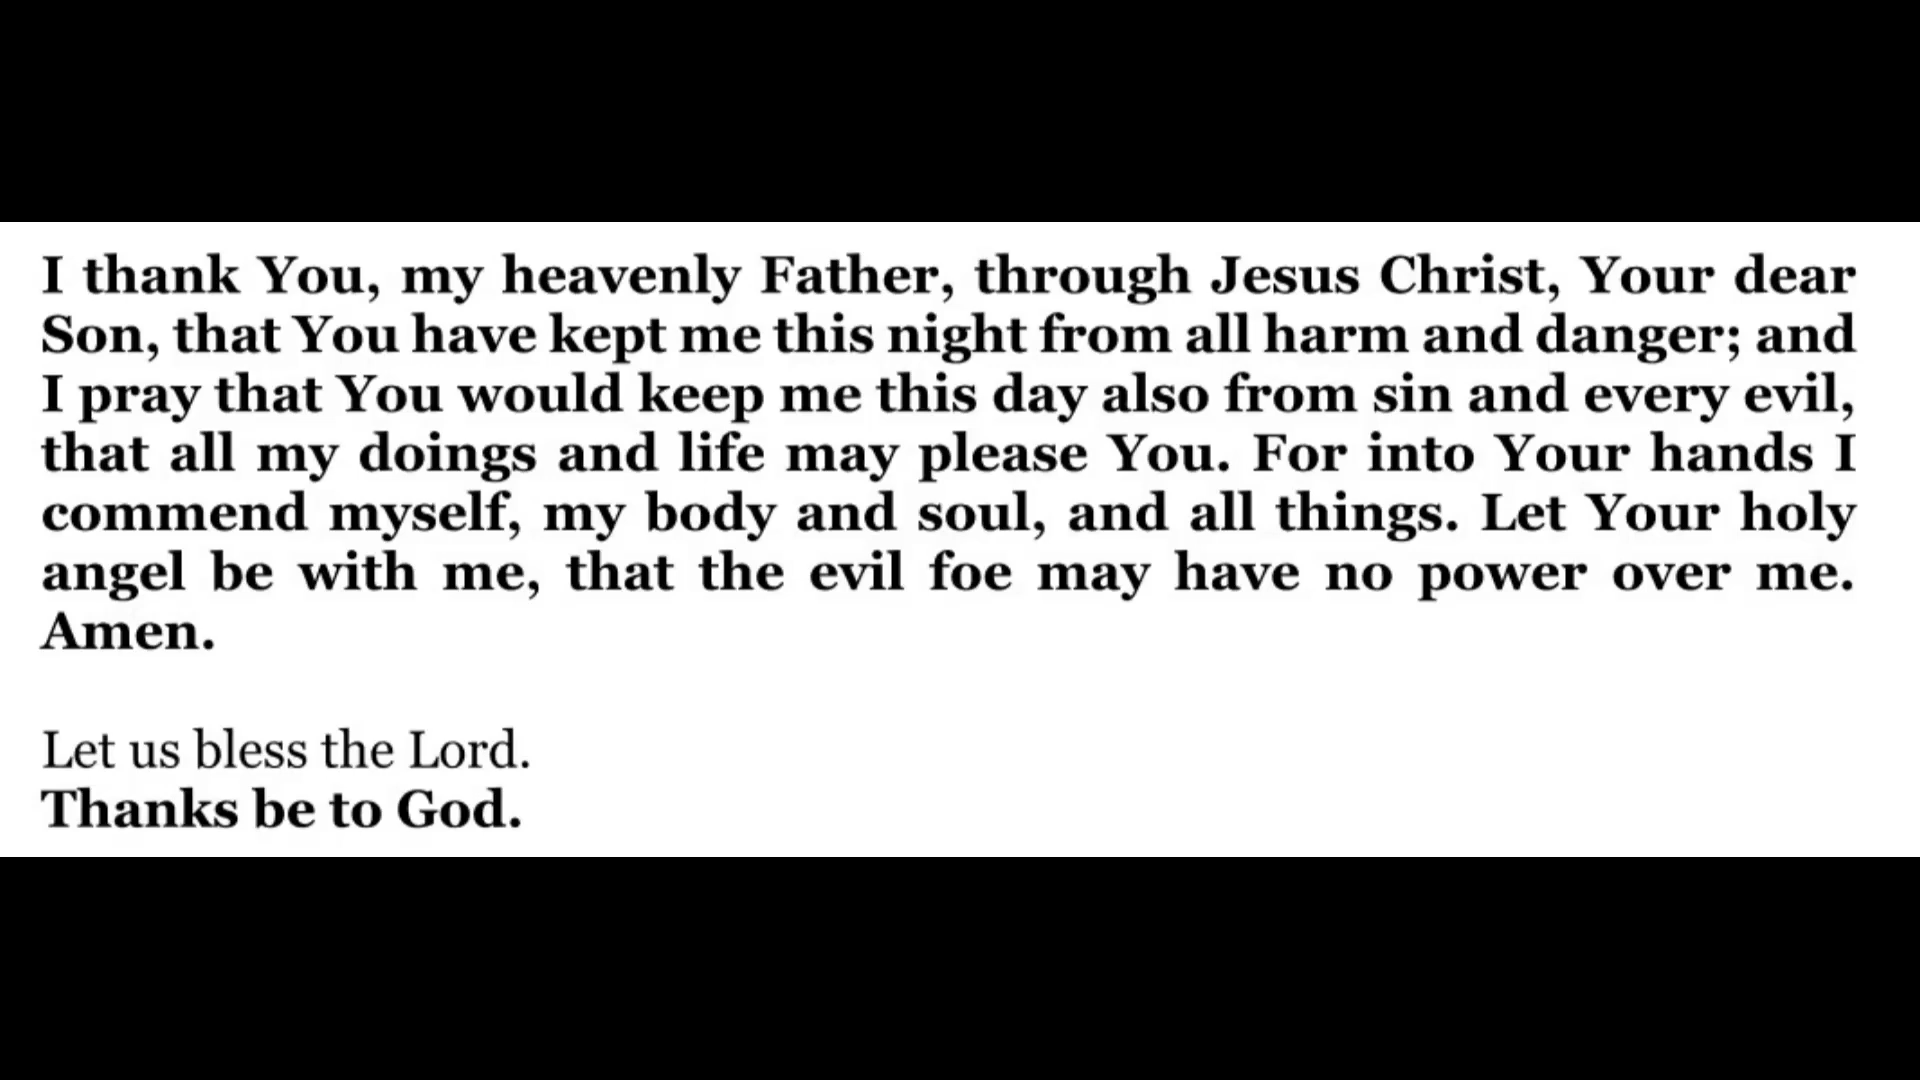 I thank You, my heavenly Father, through Jesus Christ, Your dear
Son, that You have kept me this night from all harm and danger; and
I pray that You would keep me this day also from sin and every evil,
that all my doings and life may please You. For into Your hands I
commend myself, my body and soul, and all things. Let Your holy
angel be with me, that the evil foe may have no power over me.
Amen.
Let us bless the Lord.
Thanks be to God.